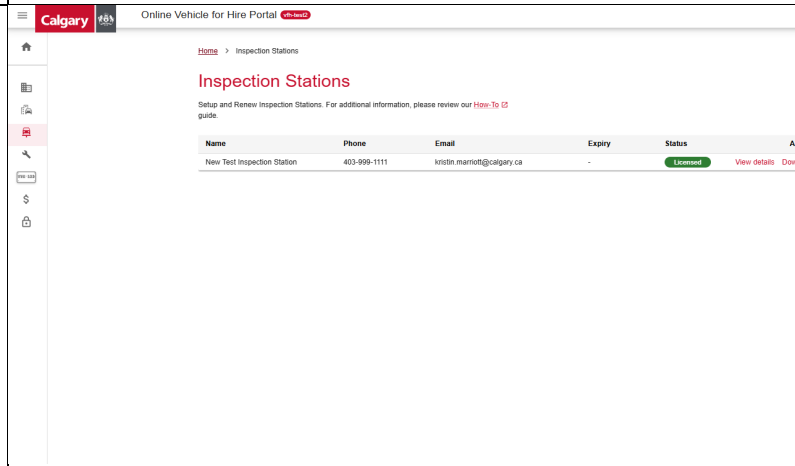 Calgary
Online Vehicle for Hire Portal vfh-test2
Home > Inspection Stations
Inspection Stations
Setup and Renew Inspection Stations. For additional information, please review our How-To
guide.
Name Phone Email Expiry Status A
New Test Inspection Station 403-999-1111 kristin.marriott@calgary.ca - Licensed View details Dow
$